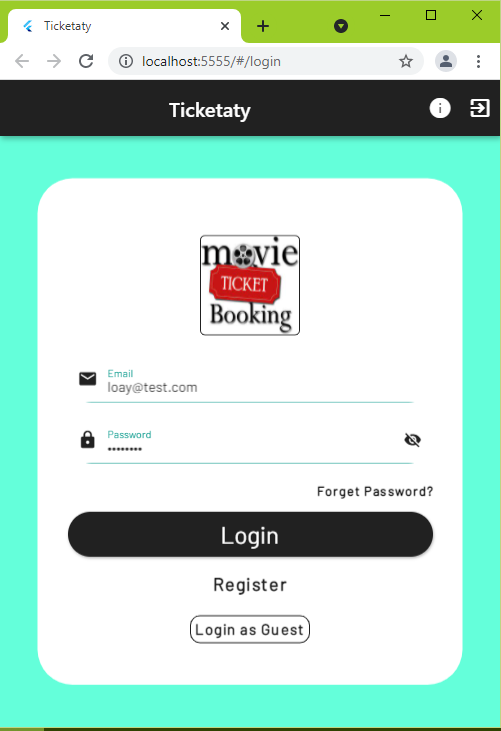 Ticketaty
localhost:5555/#/login
Ticketaty
movie
TICKET
Booking
Email
loay@test.com
Password
••••••••
Forget Password?
Login
Register
Login as Guest